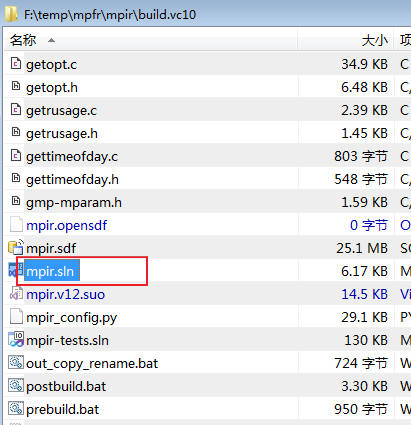 F:\temp\mpfr\mpir\build.vc10
名称 大小 项
getopt.c 34.9 KB C
getopt.h 6.48 KB C/
getrusage.c 2.39 KB C
getrusage.h 1.45 KB C/
gettimeofday.c 803 字节 C
gettimeofday.h 548 字节 C/
gmp-mparam.h 1.59 KB C/
mpir.opensdf 0 字节 O
mpir.sdf 25.1 MB SC
mpir.sln 6.17 KB M
mpir.v12.suo 14.5 KB Vi
mpir_config.py 29.1 KB PY
mpir-tests.sln 130 KB M
out_copy_rename.bat 724 字节 W
postbuild.bat 3.30 KB W
prebuild.bat 950 字节 W